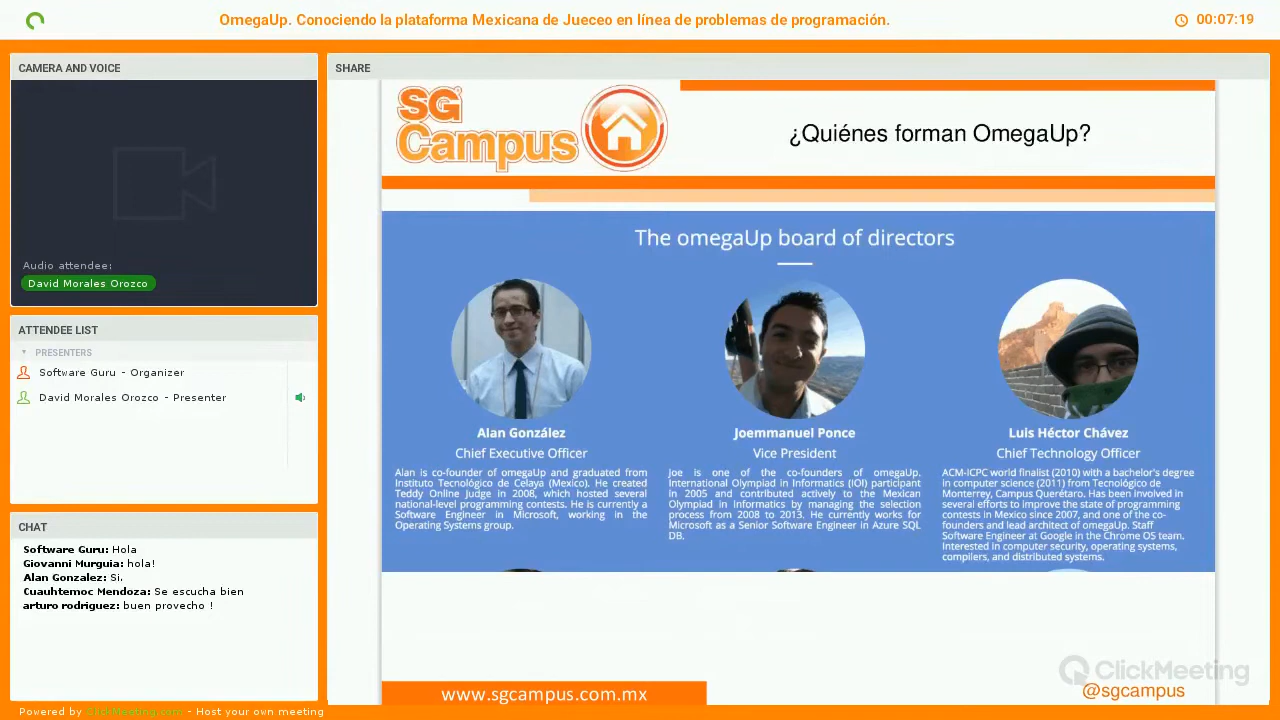 OmegaUp. Conociendo la plataforma Mexicana de Jueceo en línea de problemas de programación.
00:07:19
CAMERA AND VOICE
Audio attendee:
David Morales Orozco
ATTENDEE LIST
PRESENTERS
Software Guru - Organizer
David Morales Orozco - Presenter
CHAT
Software Guru: Hola
Giovanni Murguia: hola!
Alan Gonzalez: Si.
Cuauhtemoc Mendoza: Se escucha bien
arturo rodriguez: buen provecho !
SHARE
SG
Campus
¿Quiénes forman OmegaUp?
The omegaUp board of directors
Alan González
Chief Executive Officer
Alan is co-founder of omegaUp and graduated from
Instituto Tecnológico de Celaya (Mexico). He created
Teddy Online Judge in 2008, which hosted several
national-level programming contests. He is currently a
Software Engineer in Microsoft, working in the
Operating Systems group.
Joemmanuel Ponce
Vice President
Joe is one of the co-founders of omegaUp.
International Olympiad in Informatics (IOI) participant
in 2005 and contributed actively to the Mexican
Olympiad in Informatics by managing the selection
process from 2008 to 2013. He currently works for
Microsoft as a Senior Software Engineer in Azure SQL
DB.
Luis Héctor Chávez
Chief Technology Officer
ACM-ICPC world finalist (2010) with a bachelor's degree
in computer science (2011) from Tecnológico de
Monterrey, Campus Querétaro. Has been involved in
several efforts to improve the state of programming
contests in Mexico since 2007, and one of the co-
founders and lead architect of omegaUp. Staff
Software Engineer at Google in the Chrome OS team.
Interested in computer security, operating systems,
compilers, and distributed systems.
ClickMeeting
www.sgcampus.com.mx
@sgcampus
Powered by ClickMeeting.com - Host your own meeting